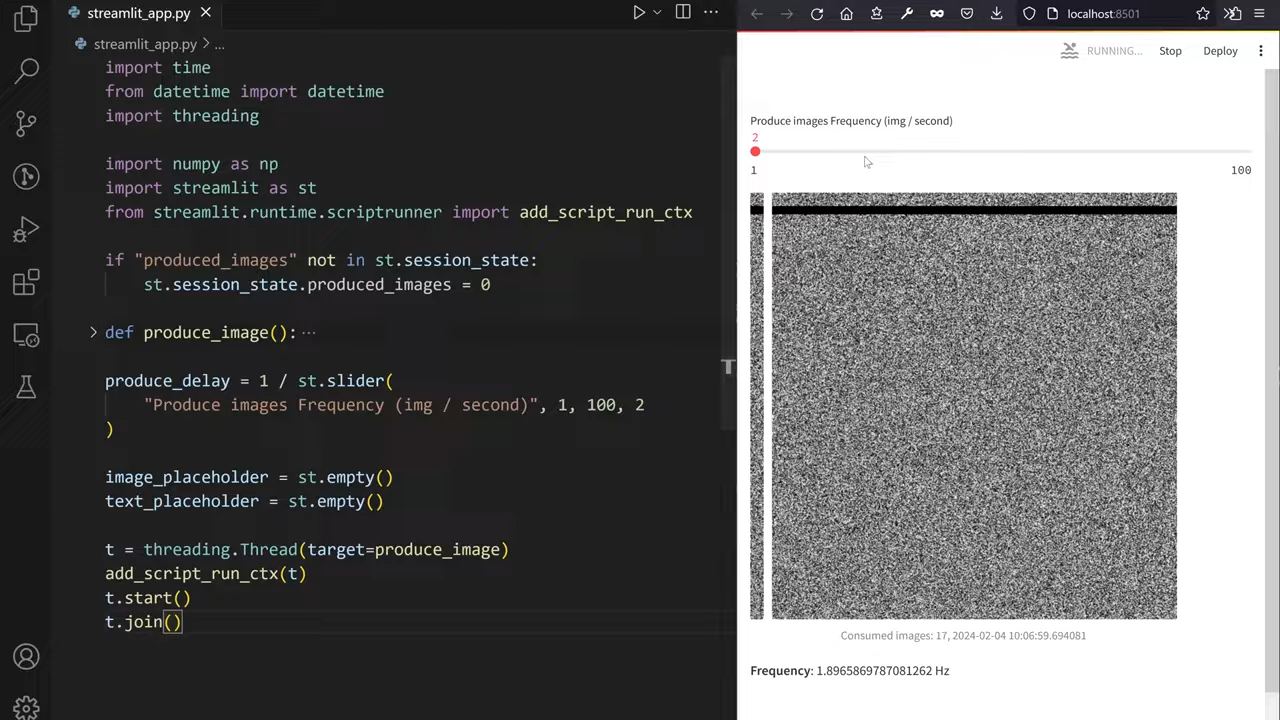 streamlit_app.py
streamlit_app.py > ...
import time
from datetime import datetime
import threading
import numpy as np
import streamlit as st
from streamlit.runtime.scriptrunner import add_script_run_ctx
if "produced_images" not in st.session_state:
st.session_state.produced_images = 0
def produce_image(): ...
produce_delay = 1 / st.slider(
"Produce images Frequency (img / second)", 1, 100, 2
)
image_placeholder = st.empty()
text_placeholder = st.empty()
t = threading.Thread(target=produce_image)
add_script_run_ctx(t)
t.start()
t.join()
localhost:8501
RUNNING... Stop Deploy
Produce images Frequency (img / second)
2
1 100
Consumed images: 17, 2024-02-04 10:06:59.694081
Frequency: 1.8965869787081262 Hz